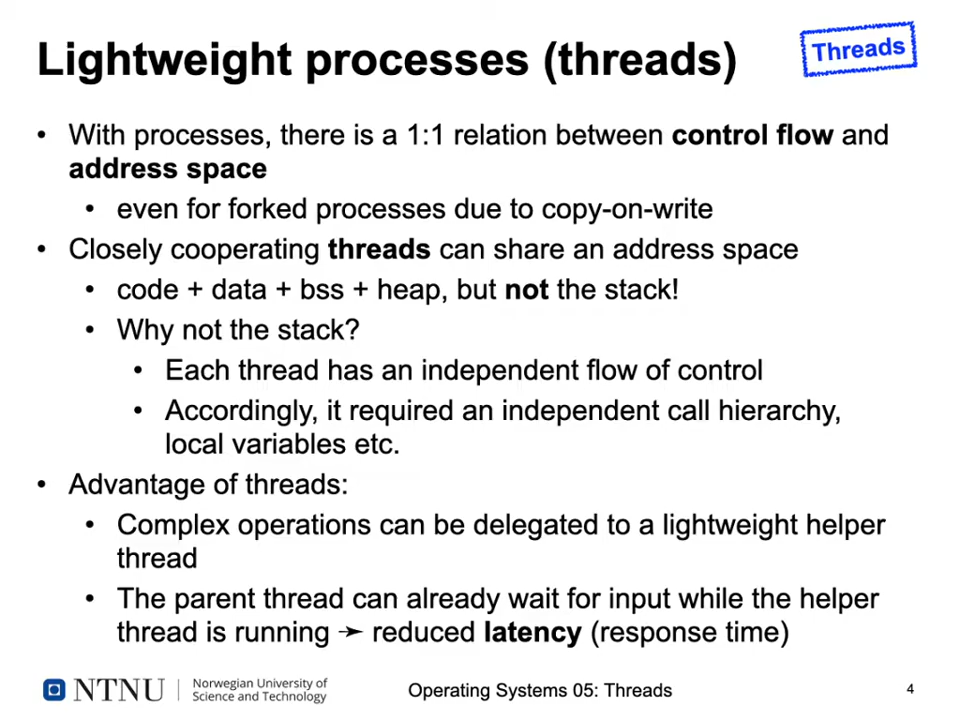 Lightweight processes (threads)
Threads
• With processes, there is a 1:1 relation between control flow and
address space
• even for forked processes due to copy-on-write
• Closely cooperating threads can share an address space
• code + data + bss + heap, but not the stack!
• Why not the stack?
• Each thread has an independent flow of control
• Accordingly, it required an independent call hierarchy,
local variables etc.
• Advantage of threads:
• Complex operations can be delegated to a lightweight helper
thread
• The parent thread can already wait for input while the helper
thread is running ➛ reduced latency (response time)
NTNU
Norwegian University of
Science and Technology
Operating Systems 05: Threads
4